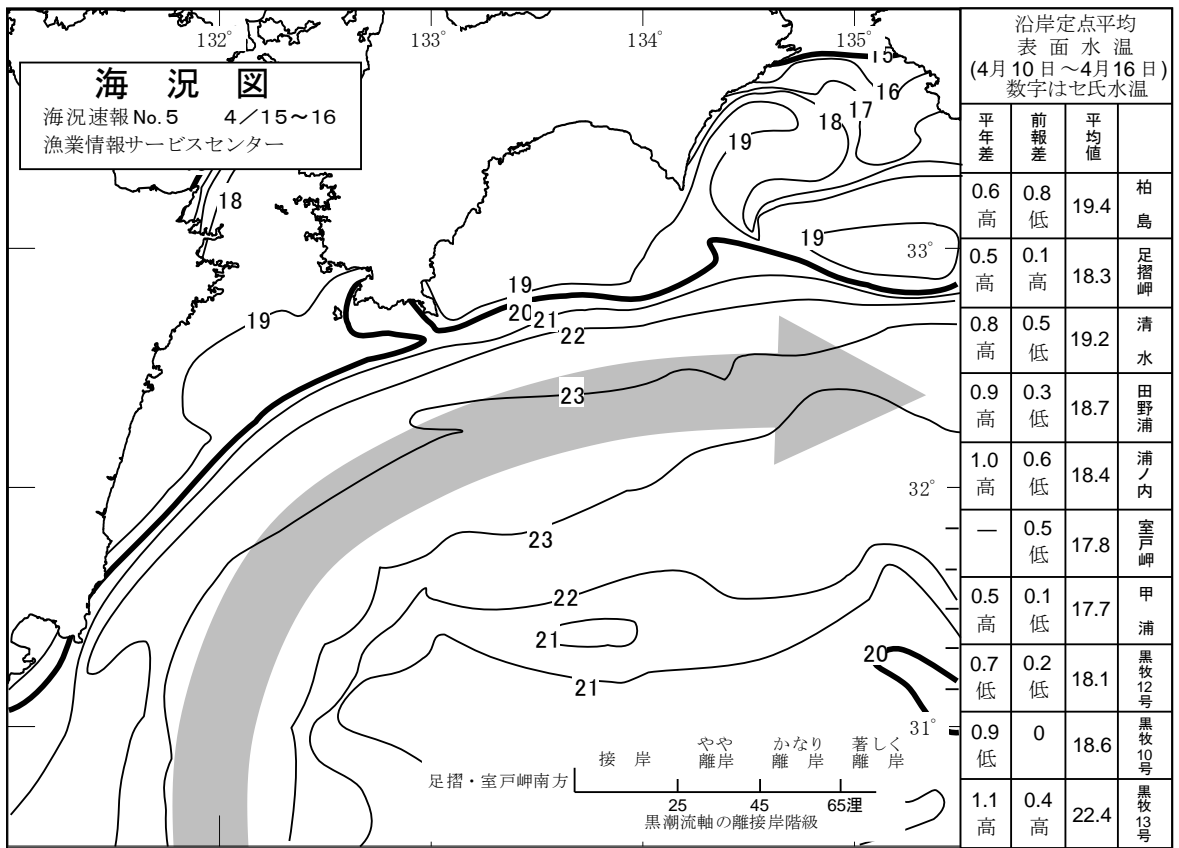 海 況 図
海況速報 No.5 4/15～16
漁業情報サービスセンター
132°
133°
134°
135°
15
16
17
18
19
18
19
33°
19
20
21
22
19
23
32°
23
22
21
21
20
31°
接 岸
やや
離岸
かなり
離 岸
著しく
離 岸
足摺・室戸岬南方
25
45
65浬
黒潮流軸の離接岸階級
沿岸定点平均
表 面 水 温
(4月10日～4月16日)
数字はセ氏水温
平年差 前報差 平均値
0.6高 0.8低 19.4 柏島
0.5高 0.1高 18.3 足摺岬
0.8高 0.5低 19.2 清水
0.9高 0.3低 18.7 田野浦
1.0高 0.6低 18.4 浦ノ内
― 0.5低 17.8 室戸岬
0.5高 0.1低 17.7 甲浦
0.7低 0.2低 18.1 黒牧12号
0.9低 0 18.6 黒牧10号
1.1高 0.4高 22.4 黒牧13号